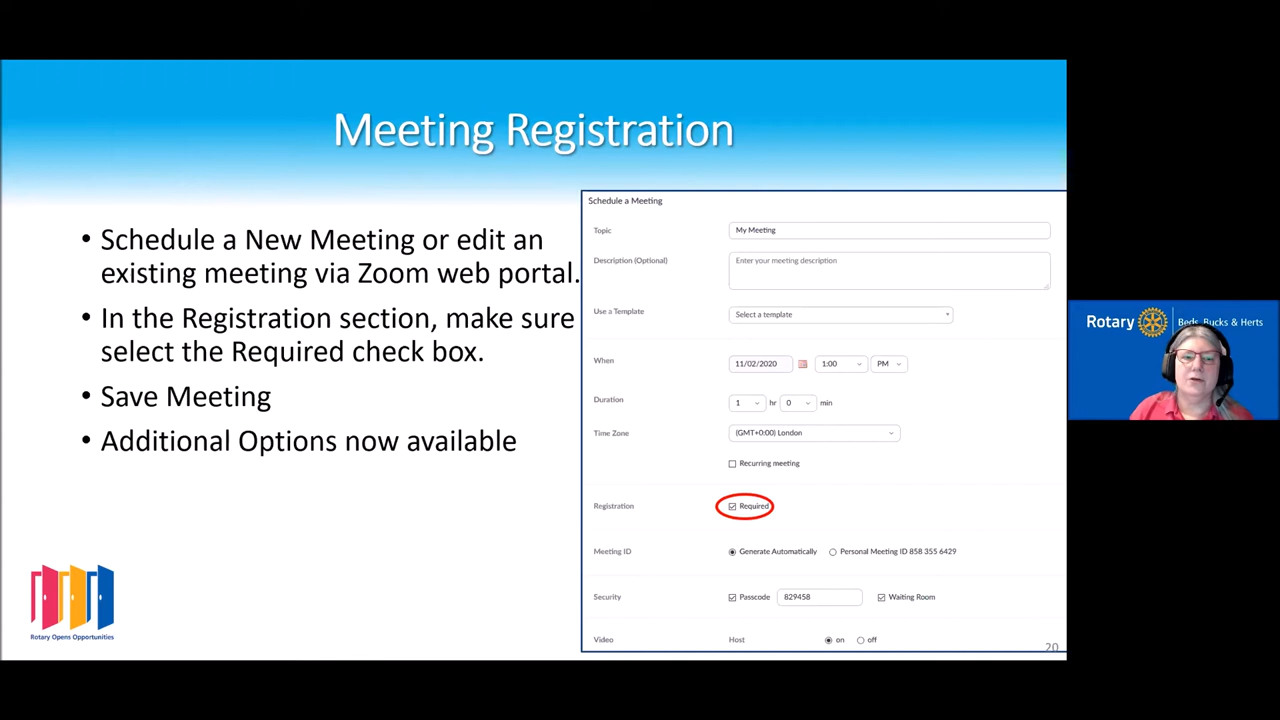 Meeting Registration
• Schedule a New Meeting or edit an
existing meeting via Zoom web portal.
• In the Registration section, make sure
select the Required check box.
• Save Meeting
• Additional Options now available
Rotary Opens Opportunities
Schedule a Meeting
Topic My Meeting
Description (Optional) Enter your meeting description
Use a Template Select a template
When 11/02/2020 1:00 PM
Duration 1 hr 0 min
Time Zone (GMT+0:00) London
Recurring meeting
Registration Required
Meeting ID Generate Automatically Personal Meeting ID 858 355 6429
Security Passcode 829458 Waiting Room
Video Host on off
20
Rotary Beds, Bucks & Herts